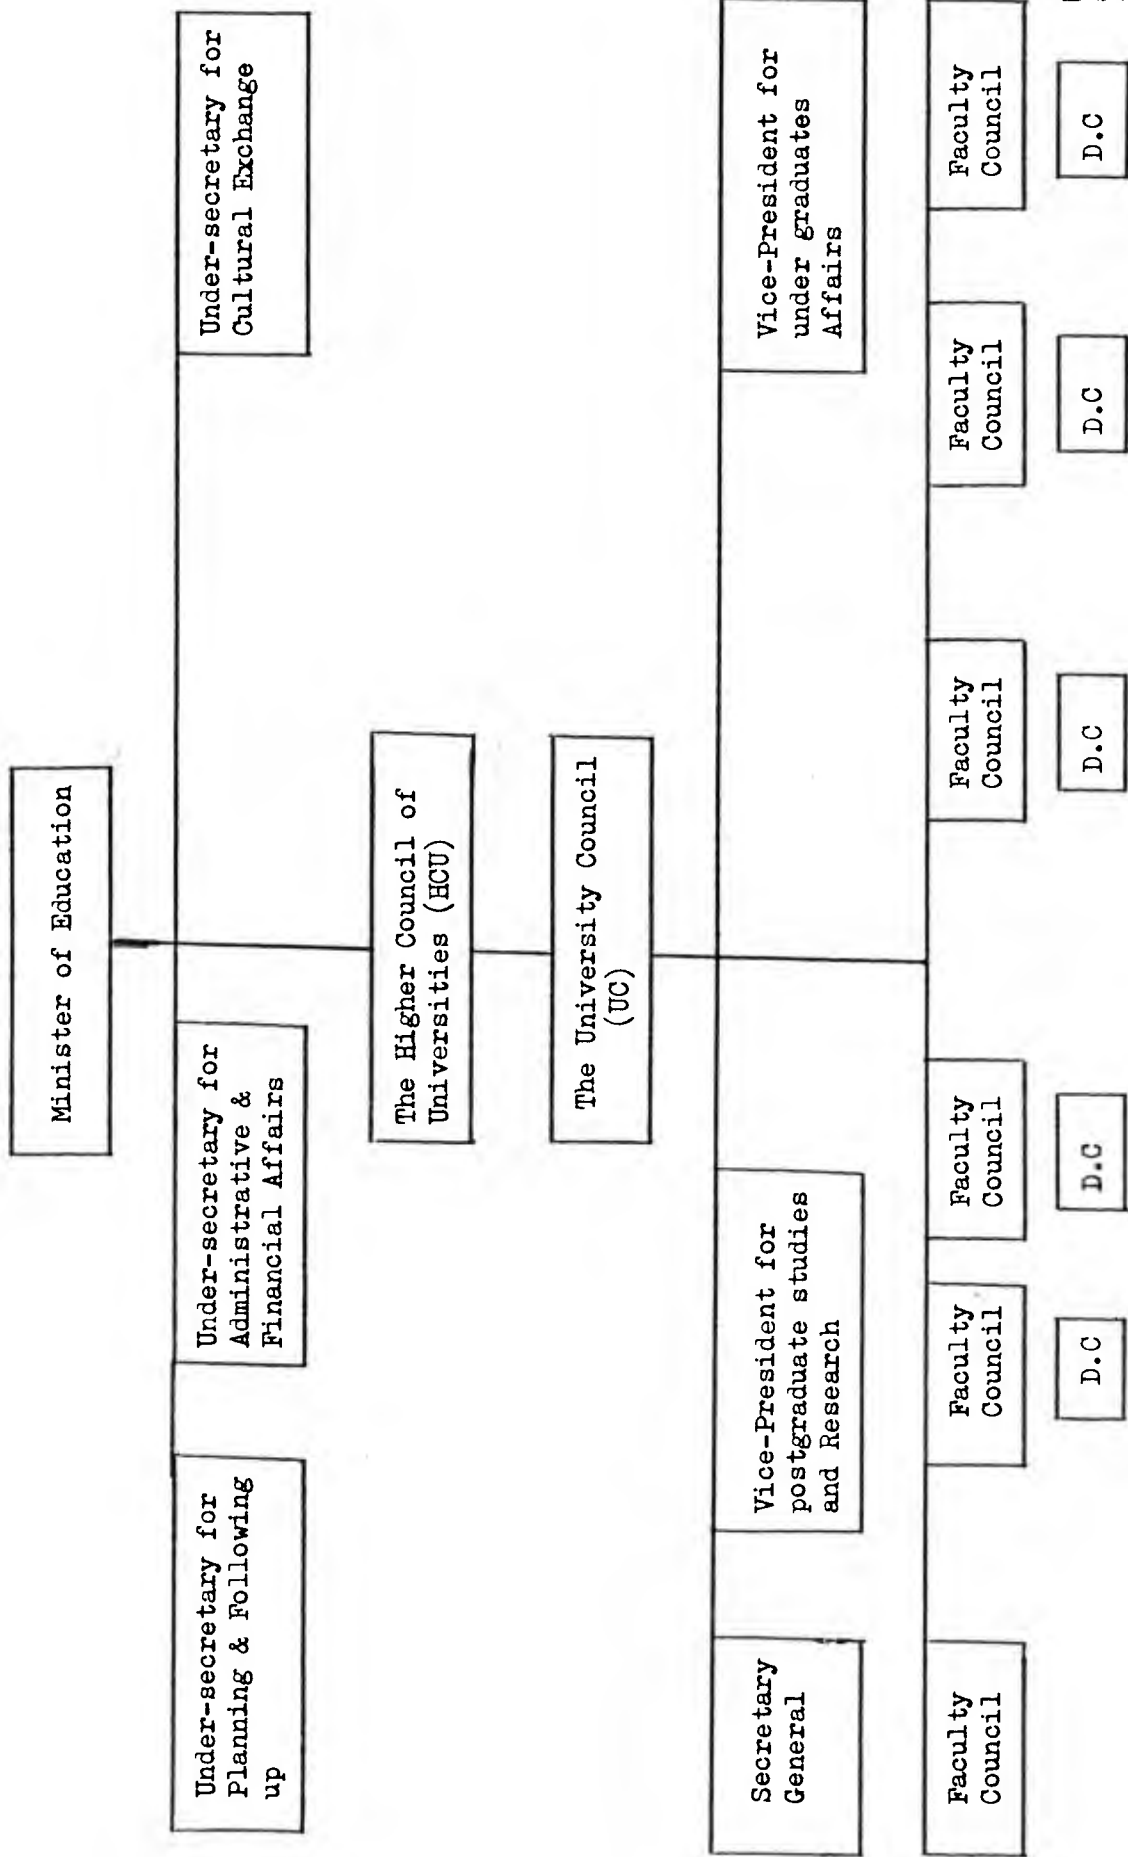 Minister of Education
Under-secretary for
Planning & Following
up
Under-secretary for
Administrative &
Financial Affairs
Under-secretary for
Cultural Exchange
The Higher Council of
Universities (HCU)
The University Council
(UC)
Secretary
General
Vice-President for
postgraduate studies
and Research
Vice-President for
under graduates
Affairs
Faculty
Council
Faculty
Council
Faculty
Council
Faculty
Council
Faculty
Council
Faculty
Council
D.C
D.C
D.C
D.C
D.C